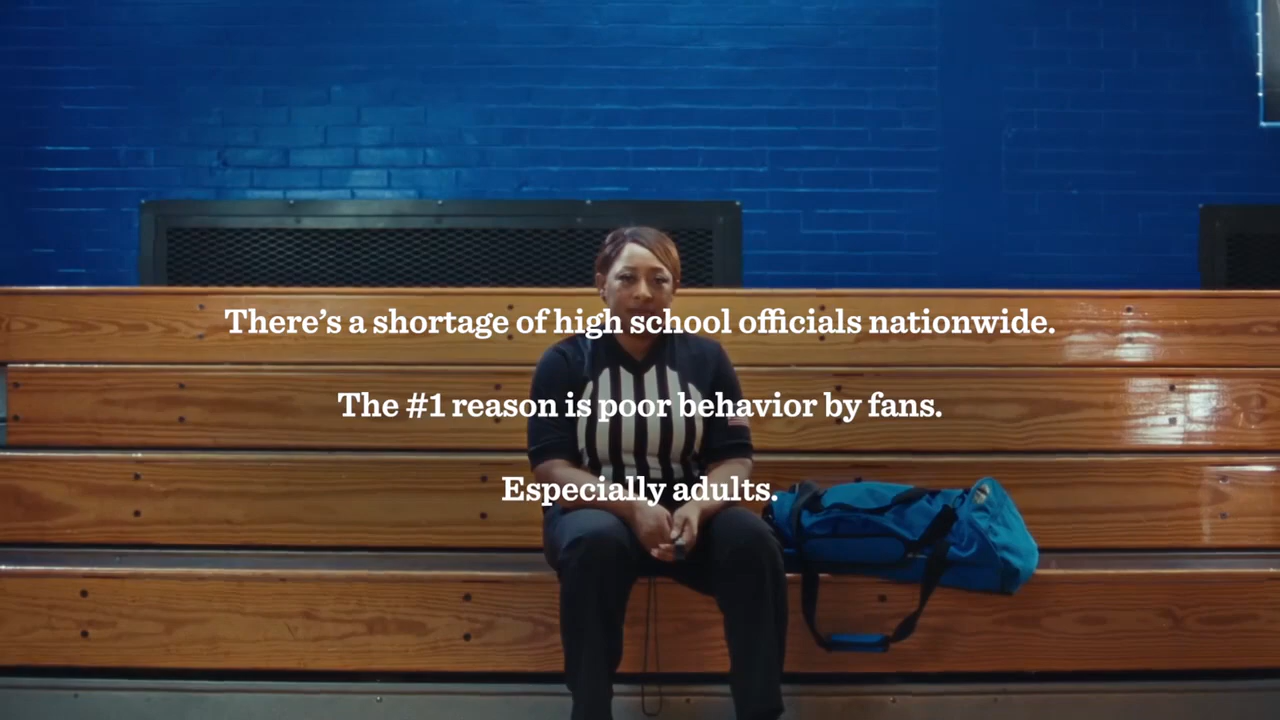 There’s a shortage of high school officials nationwide.
The #1 reason is poor behavior by fans.
Especially adults.